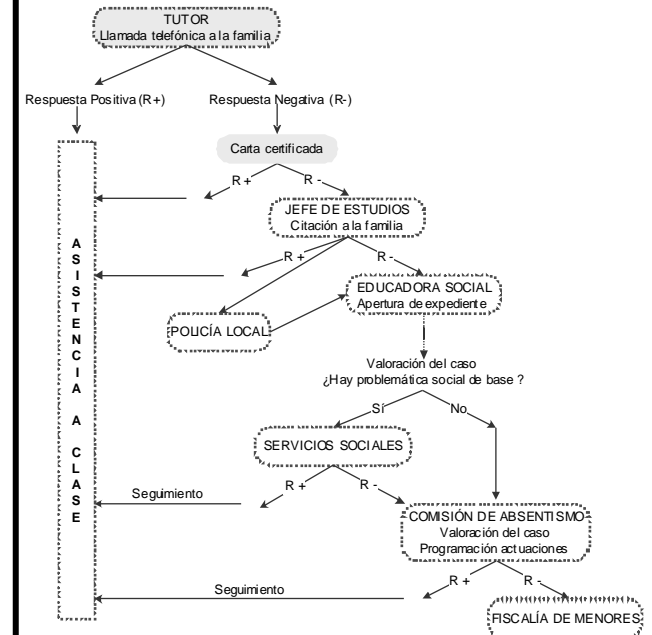 TUTOR
Llamada telefónica a la familia
Respuesta Positiva (R+)
Respuesta Negativa (R-)
Carta certificada
R +
R -
JEFE DE ESTUDIOS
Citación a la familia
R +
R -
EDUCADORA SOCIAL
Apertura de expediente
POLICÍA LOCAL
ASISTENCIA A CLASE
Valoración del caso
¿Hay problemática social de base ?
Sí
No
SERVICIOS SOCIALES
R +
R -
Seguimiento
COMISIÓN DE ABSENTISMO
Valoración del caso
Programación actuaciones
R +
R -
Seguimiento
FISCALÍA DE MENORES